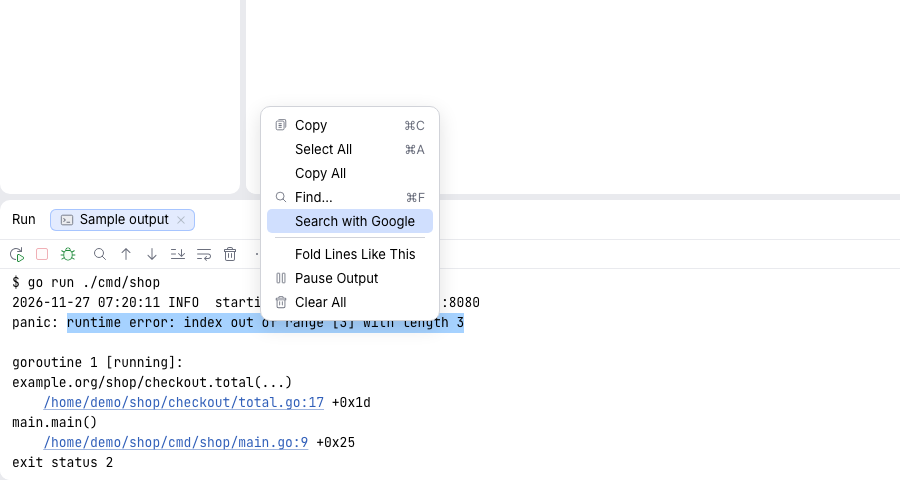 Copy ⌘C
Select All ⌘A
Copy All
Find... ⌘F
Search with Google
Fold Lines Like This
Pause Output
Clear All
Run Sample output
$ go run ./cmd/shop
2026-11-27 07:20:11 INFO :8080
panic: runtime error: index out of range [3] with length 3
goroutine 1 [running]:
example.org/shop/checkout.total(...)
/home/demo/shop/checkout/total.go:17 +0x1d
main.main()
/home/demo/shop/cmd/shop/main.go:9 +0x25
exit status 2